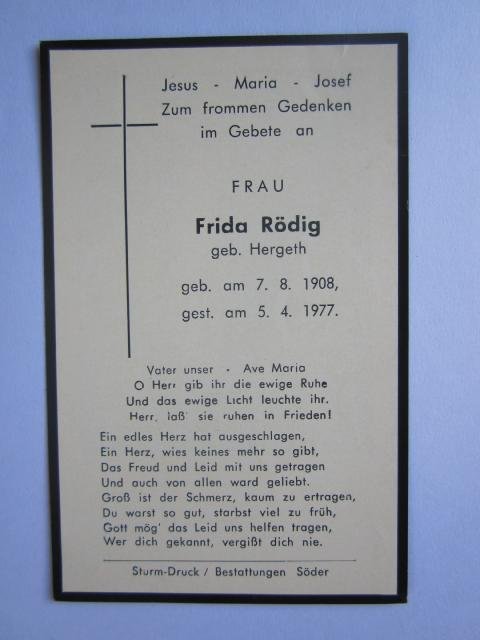 Jesus - Maria - Josef
Zum frommen Gedenken
im Gebete an
FRAU
Frida Rödig
geb. Hergeth
geb. am 7. 8. 1908,
gest. am 5. 4. 1977.
Vater unser - Ave Maria
O Herr gib ihr die ewige Ruhe
Und das ewige Licht leuchte ihr.
Herr, laß' sie ruhen in Frieden!
Ein edles Herz hat ausgeschlagen,
Ein Herz, wies keines mehr so gibt,
Das Freud und Leid mit uns getragen
Und auch von allen ward geliebt.
Groß ist der Schmerz, kaum zu ertragen,
Du warst so gut, starbst viel zu früh,
Gott mög' das Leid uns helfen tragen,
Wer dich gekannt, vergißt dich nie.
Sturm-Druck / Bestattungen Söder